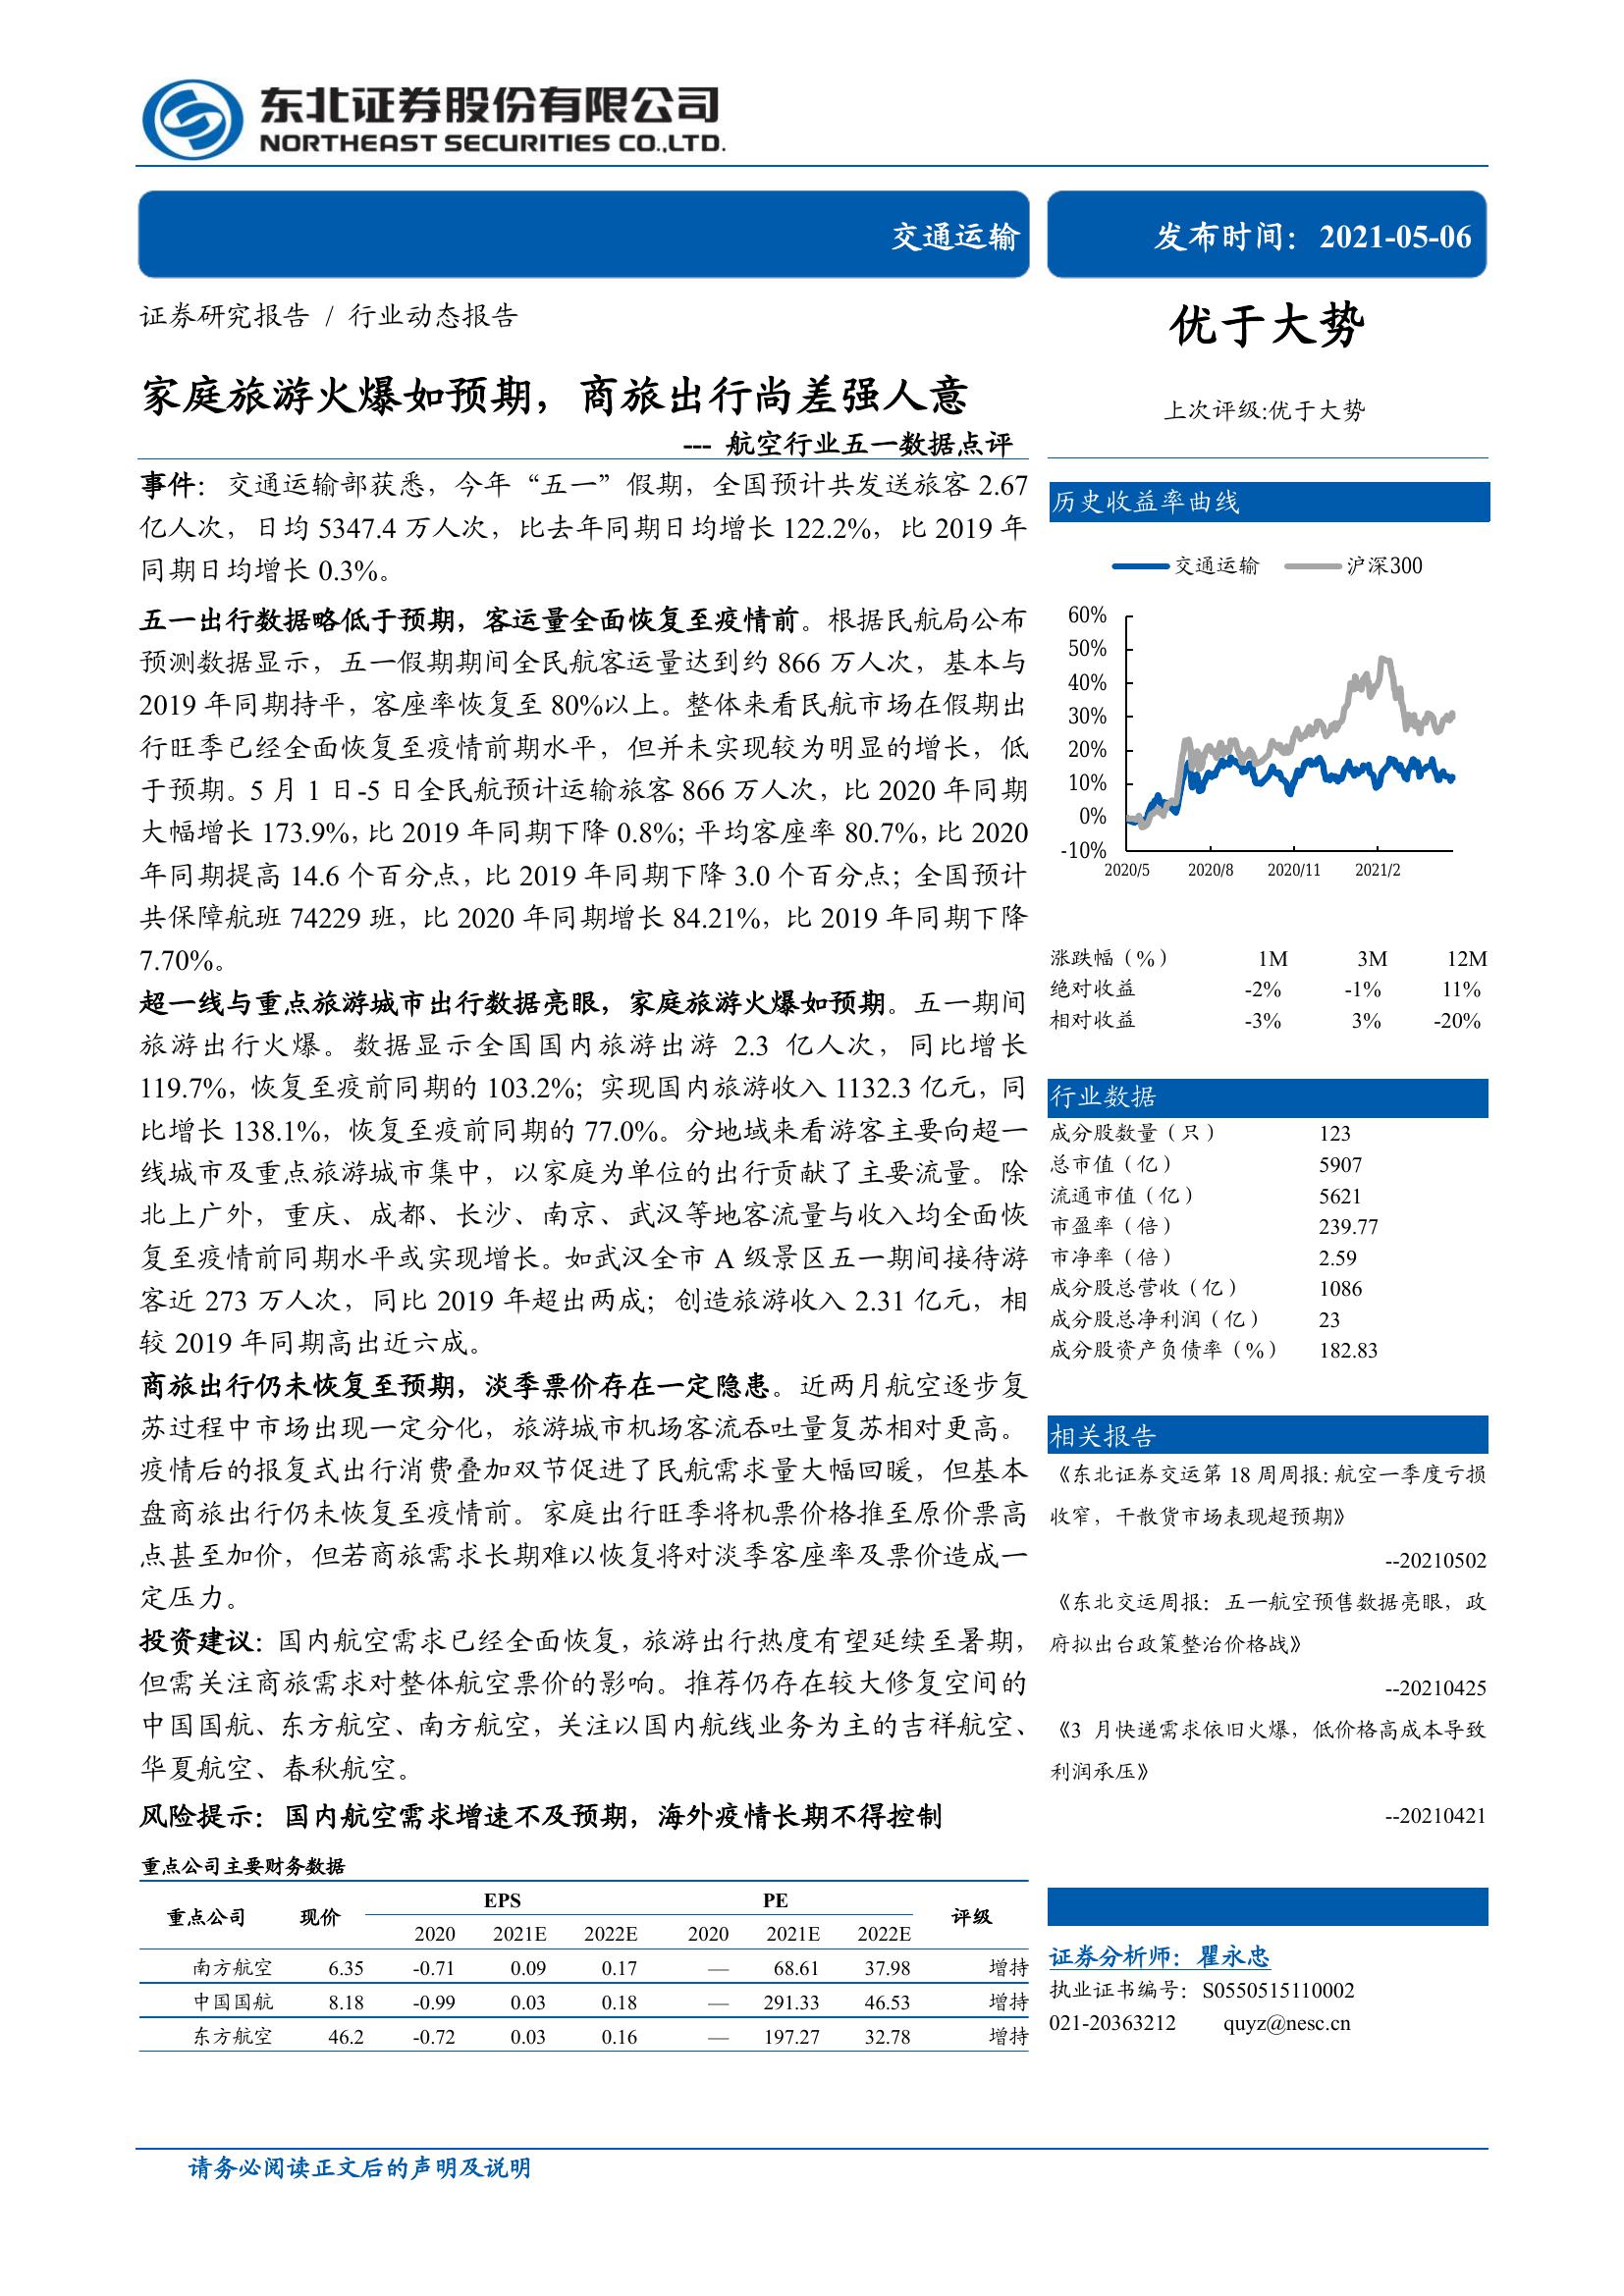 东北证券股份有限公司
NORTHEAST SECURITIES CO.,LTD.
交通运输
发布时间：2021-05-06
证券研究报告 / 行业动态报告
家庭旅游火爆如预期，商旅出行尚差强人意
--- 航空行业五一数据点评
事件：交通运输部获悉，今年“五一”假期，全国预计共发送旅客 2.67
亿人次，日均 5347.4 万人次，比去年同期日均增长 122.2%，比 2019 年
同期日均增长 0.3%。
五一出行数据略低于预期，客运量全面恢复至疫情前。根据民航局公布
预测数据显示，五一假期期间全民航客运量达到约 866 万人次，基本与
2019 年同期持平，客座率恢复至 80%以上。整体来看民航市场在假期出
行旺季已经全面恢复至疫情前期水平，但并未实现较为明显的增长，低
于预期。5 月 1 日-5 日全民航预计运输旅客 866 万人次，比 2020 年同期
大幅增长 173.9%，比 2019 年同期下降 0.8%；平均客座率 80.7%，比 2020
年同期提高 14.6 个百分点，比 2019 年同期下降 3.0 个百分点；全国预计
共保障航班 74229 班，比 2020 年同期增长 84.21%，比 2019 年同期下降
7.70%。
超一线与重点旅游城市出行数据亮眼，家庭旅游火爆如预期。五一期间
旅游出行火爆。数据显示全国国内旅游出游 2.3 亿人次，同比增长
119.7%，恢复至疫前同期的 103.2%；实现国内旅游收入 1132.3 亿元，同
比增长 138.1%，恢复至疫前同期的 77.0%。分地域来看游客主要向超一
线城市及重点旅游城市集中，以家庭为单位的出行贡献了主要流量。除
北上广外，重庆、成都、长沙、南京、武汉等地客流量与收入均全面恢
复至疫情前同期水平或实现增长。如武汉全市 A 级景区五一期间接待游
客近 273 万人次，同比 2019 年超出两成；创造旅游收入 2.31 亿元，相
较 2019 年同期高出近六成。
商旅出行仍未恢复至预期，淡季票价存在一定隐患。近两月航空逐步复
苏过程中市场出现一定分化，旅游城市机场客流吞吐量复苏相对更高。
疫情后的报复式出行消费叠加双节促进了民航需求量大幅回暖，但基本
盘商旅出行仍未恢复至疫情前。家庭出行旺季将机票价格推至原价票高
点甚至加价，但若商旅需求长期难以恢复将对淡季客座率及票价造成一
定压力。
投资建议：国内航空需求已经全面恢复，旅游出行热度有望延续至暑期，
但需关注商旅需求对整体航空票价的影响。推荐仍存在较大修复空间的
中国国航、东方航空、南方航空，关注以国内航线业务为主的吉祥航空、
华夏航空、春秋航空。
风险提示：国内航空需求增速不及预期，海外疫情长期不得控制
重点公司主要财务数据
重点公司 现价 EPS PE 评级
2020 2021E 2022E 2020 2021E 2022E
南方航空 6.35 -0.71 0.09 0.17 — 68.61 37.98 增持
中国国航 8.18 -0.99 0.03 0.18 — 291.33 46.53 增持
东方航空 46.2 -0.72 0.03 0.16 — 197.27 32.78 增持
优于大势
上次评级:优于大势
历史收益率曲线
交通运输 沪深300
60%
50%
40%
30%
20%
10%
0%
-10%
2020/5 2020/8 2020/11 2021/2
涨跌幅（%） 1M 3M 12M
绝对收益 -2% -1% 11%
相对收益 -3% 3% -20%
行业数据
成分股数量（只） 123
总市值（亿） 5907
流通市值（亿） 5621
市盈率（倍） 239.77
市净率（倍） 2.59
成分股总营收（亿） 1086
成分股总净利润（亿） 23
成分股资产负债率（%） 182.83
相关报告
《东北证券交运第 18 周周报：航空一季度亏损
收窄，干散货市场表现超预期》
--20210502
《东北交运周报：五一航空预售数据亮眼，政
府拟出台政策整治价格战》
--20210425
《3 月快递需求依旧火爆，低价格高成本导致
利润承压》
--20210421
证券分析师：瞿永忠
执业证书编号：S0550515110002
021-20363212 quyz@nesc.cn
请务必阅读正文后的声明及说明